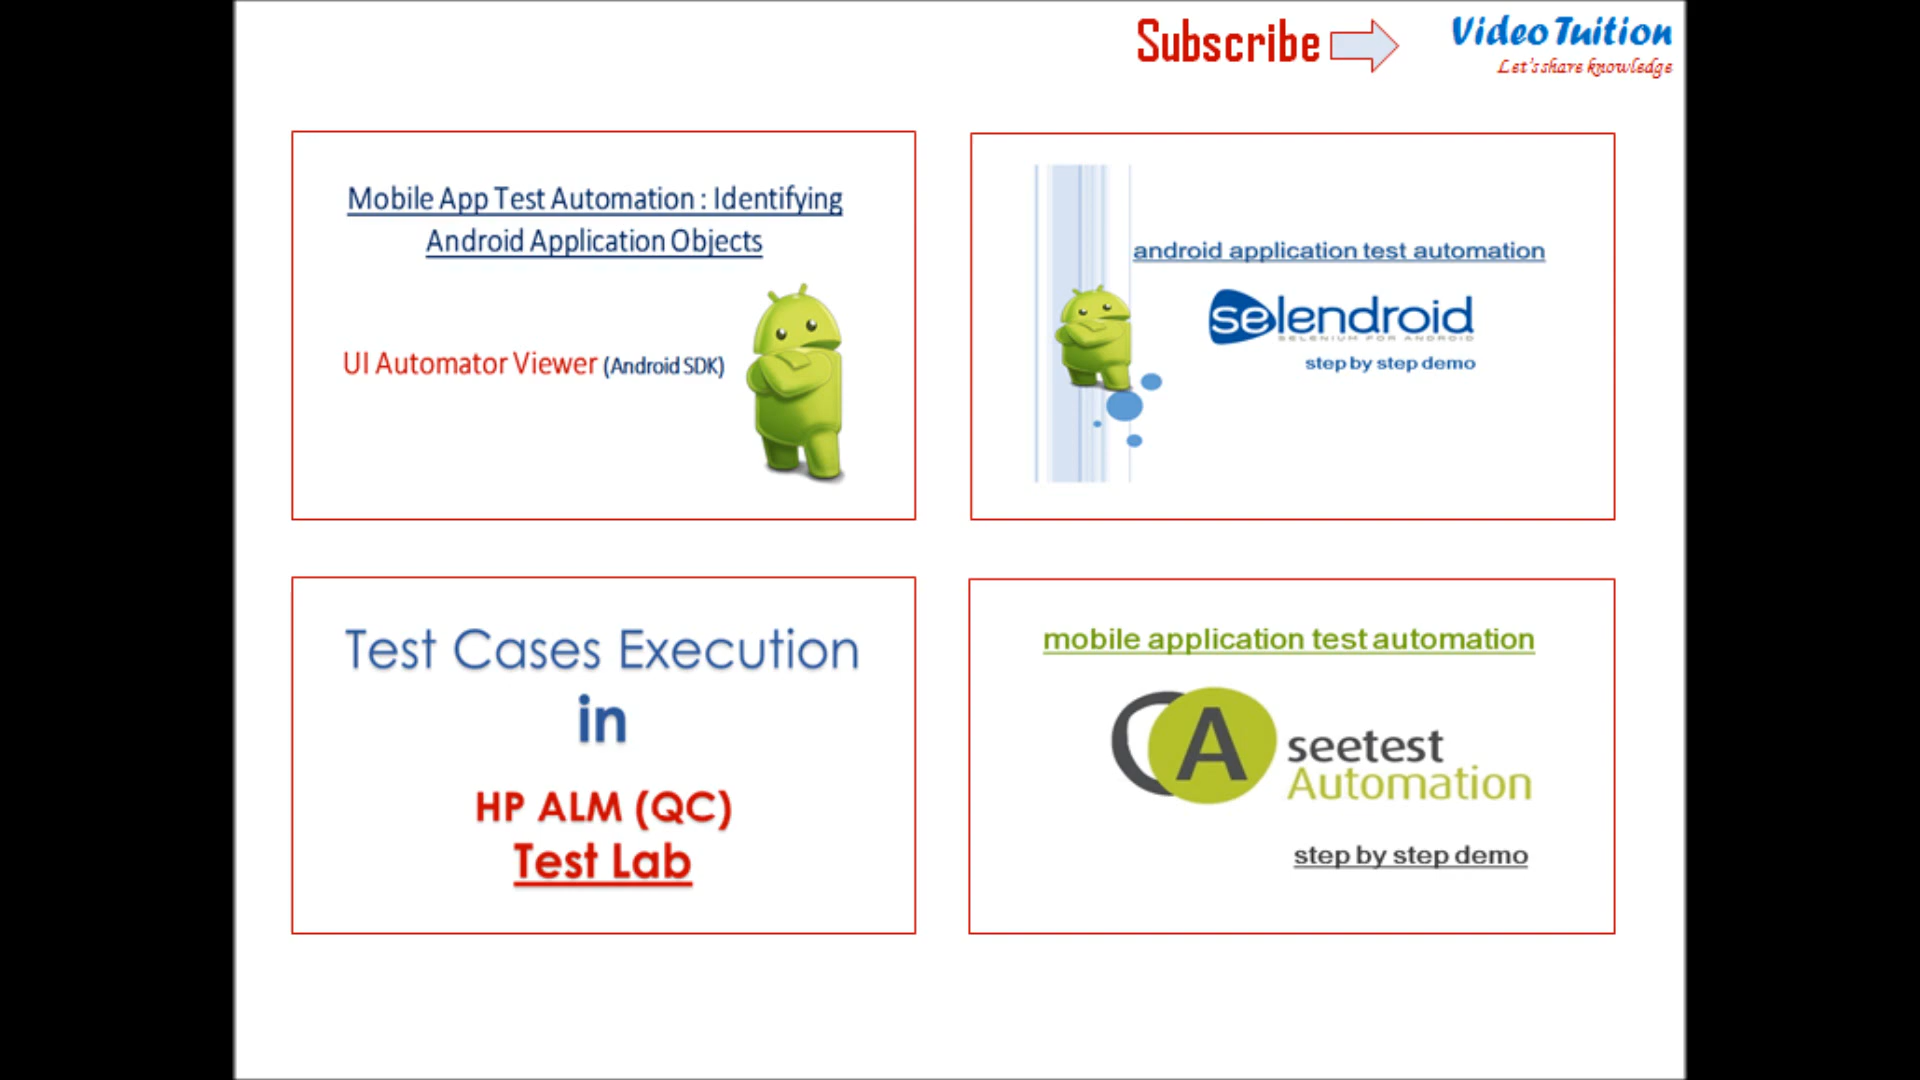 Subscribe
Video Tuition
Let's share knowledge
Mobile App Test Automation : Identifying
Android Application Objects
UI Automator Viewer (Android SDK)
android application test automation
selendroid
SELENIUM FOR ANDROID
step by step demo
Test Cases Execution
in
HP ALM (QC)
Test Lab
mobile application test automation
A
seetest
Automation
step by step demo